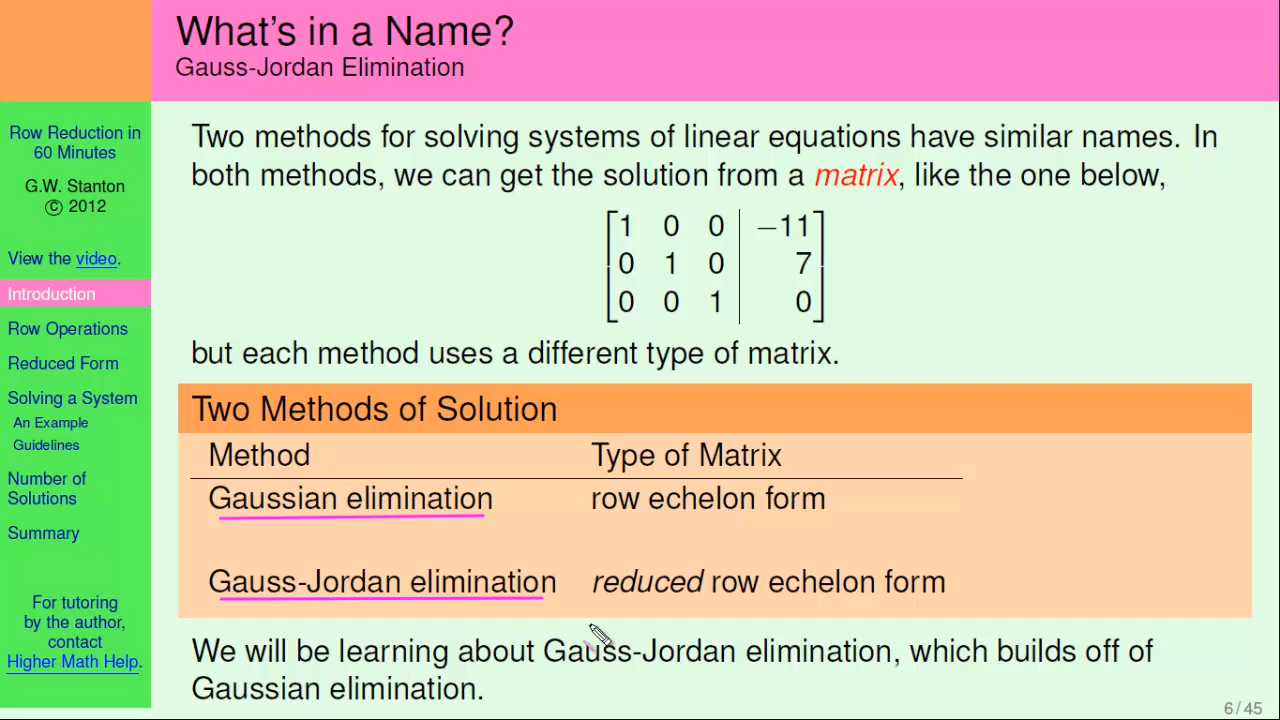 What's in a Name?
Gauss-Jordan Elimination
Row Reduction in
60 Minutes
G.W. Stanton
© 2012
View the video.
Introduction
Row Operations
Reduced Form
Solving a System
An Example
Guidelines
Number of
Solutions
Summary
For tutoring
by the author,
contact
Higher Math Help.
Two methods for solving systems of linear equations have similar names. In
both methods, we can get the solution from a matrix, like the one below,
1 0 0 | −11
0 1 0 | 7
0 0 1 | 0
but each method uses a different type of matrix.
Two Methods of Solution
Method Type of Matrix
Gaussian elimination row echelon form
Gauss-Jordan elimination reduced row echelon form
We will be learning about Gauss-Jordan elimination, which builds off of
Gaussian elimination.
6 / 45